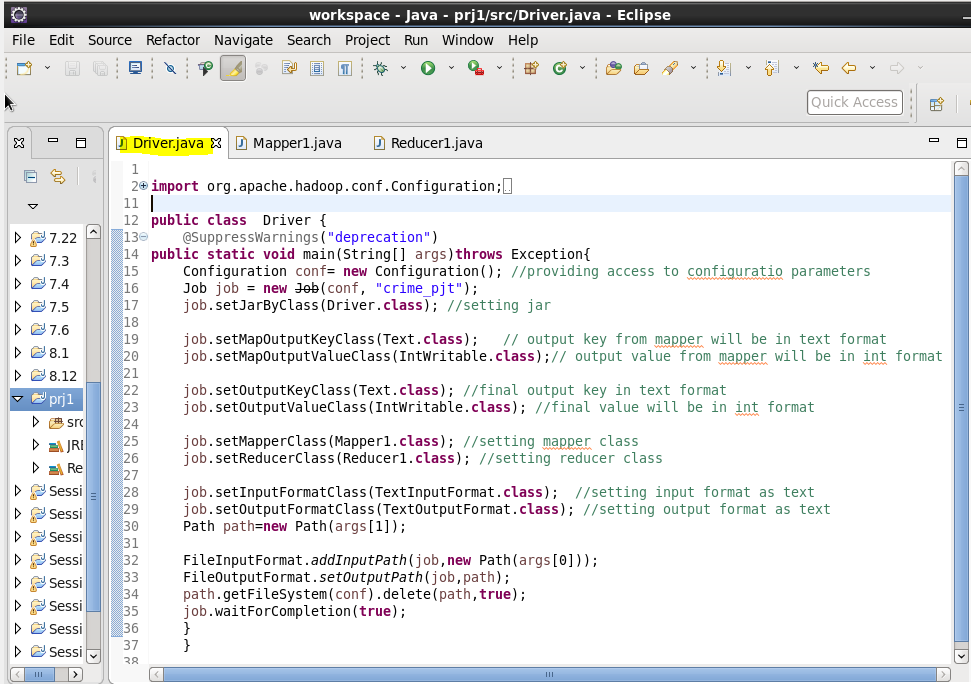 workspace - Java - prj1/src/Driver.java - Eclipse
File Edit Source Refactor Navigate Search Project Run Window Help
Quick Access
Driver.java Mapper1.java Reducer1.java
7.22
7.3
7.4
7.5
7.6
8.1
8.12
prj1
src
JRE
Re
Sessi
Sessi
Sessi
Sessi
Sessi
Sessi
Sessi
Sessi
1
2 import org.apache.hadoop.conf.Configuration;
11
12 public class  Driver {
13     @SuppressWarnings("deprecation")
14 public static void main(String[] args)throws Exception{
15     Configuration conf= new Configuration(); //providing access to configuratio parameters
16     Job job = new Job(conf, "crime_pjt");
17     job.setJarByClass(Driver.class); //setting jar
18
19     job.setMapOutputKeyClass(Text.class);   // output key from mapper will be in text format
20     job.setMapOutputValueClass(IntWritable.class);// output value from mapper will be in int format
21
22     job.setOutputKeyClass(Text.class); //final output key in text format
23     job.setOutputValueClass(IntWritable.class); //final value will be in int format
24
25     job.setMapperClass(Mapper1.class); //setting mapper class
26     job.setReducerClass(Reducer1.class); //setting reducer class
27
28     job.setInputFormatClass(TextInputFormat.class);  //setting input format as text
29     job.setOutputFormatClass(TextOutputFormat.class); //setting output format as text
30     Path path=new Path(args[1]);
31
32     FileInputFormat.addInputPath(job,new Path(args[0]));
33     FileOutputFormat.setOutputPath(job,path);
34     path.getFileSystem(conf).delete(path,true);
35     job.waitForCompletion(true);
36     }
37     }
38